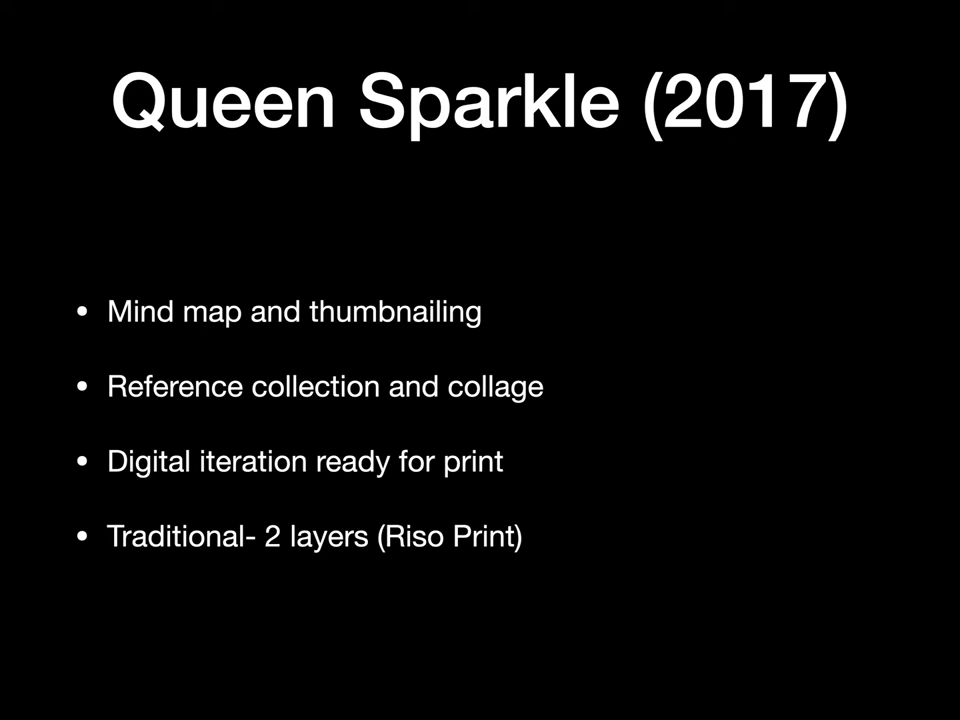 Queen Sparkle (2017)
• Mind map and thumbnailing
• Reference collection and collage
• Digital iteration ready for print
• Traditional- 2 layers (Riso Print)